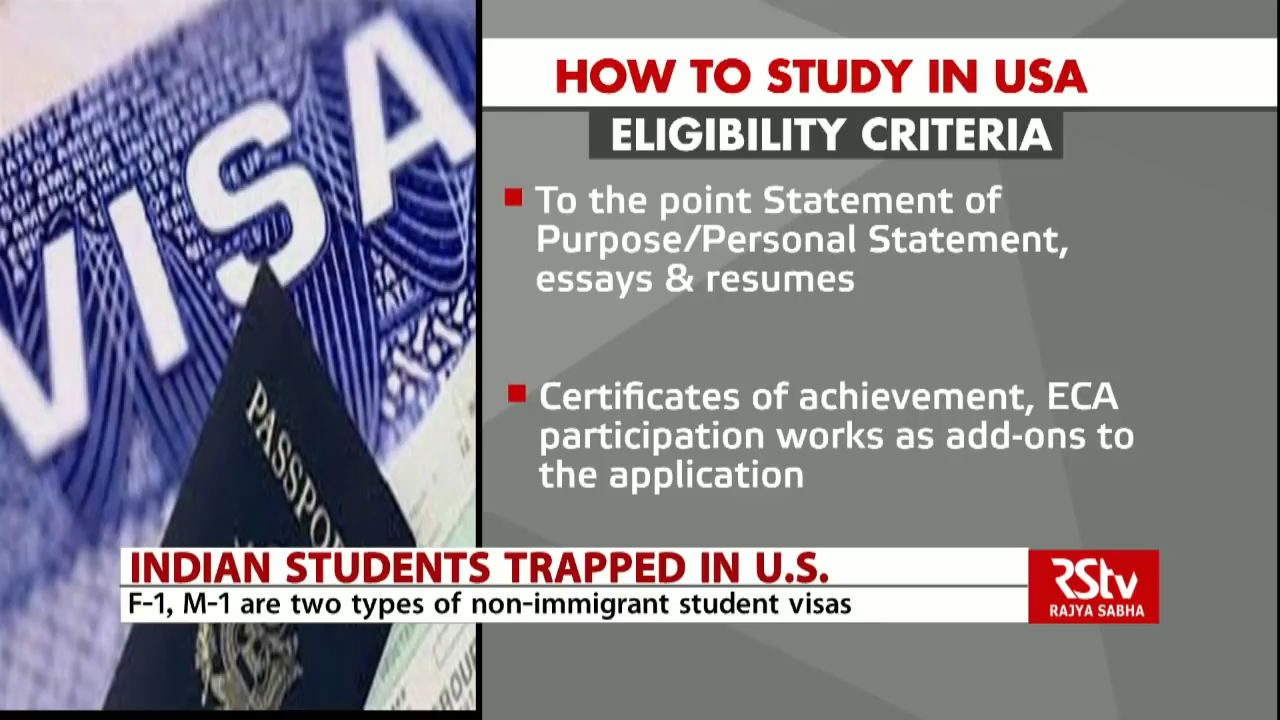 VISA
PASSPO
HOW TO STUDY IN USA
ELIGIBILITY CRITERIA
To the point Statement of
Purpose/Personal Statement,
essays & resumes
Certificates of achievement, ECA
participation works as add-ons to
the application
INDIAN STUDENTS TRAPPED IN U.S.
F-1, M-1 are two types of non-immigrant student visas
RStv
RAJYA SABHA